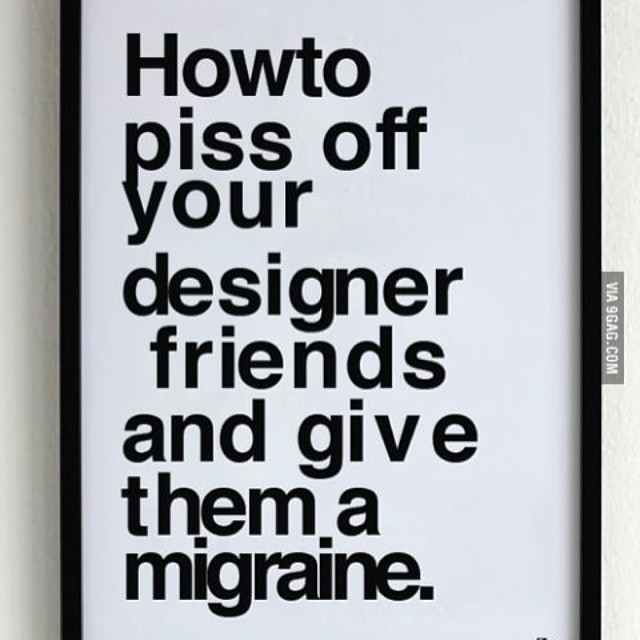 Howto
piss off
your
designer
friends
and give
them a
migraine.
VIA 9GAG.COM